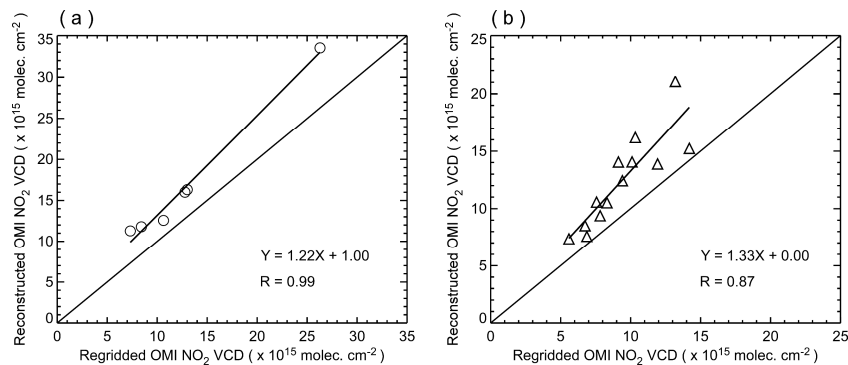 ( a )
35
30
25
20
15
10
5
0
Reconstructed OMI NO2 VCD ( x 10^15 molec. cm^-2 )
Y = 1.22X + 1.00
R = 0.99
0 5 10 15 20 25 30 35
Regridded OMI NO2 VCD ( x 10^15 molec. cm^-2 )
( b )
25
20
15
10
5
0
Reconstructed OMI NO2 VCD ( x 10^15 molec. cm^-2 )
Y = 1.33X + 0.00
R = 0.87
0 5 10 15 20 25
Regridded OMI NO2 VCD ( x 10^15 molec. cm^-2 )